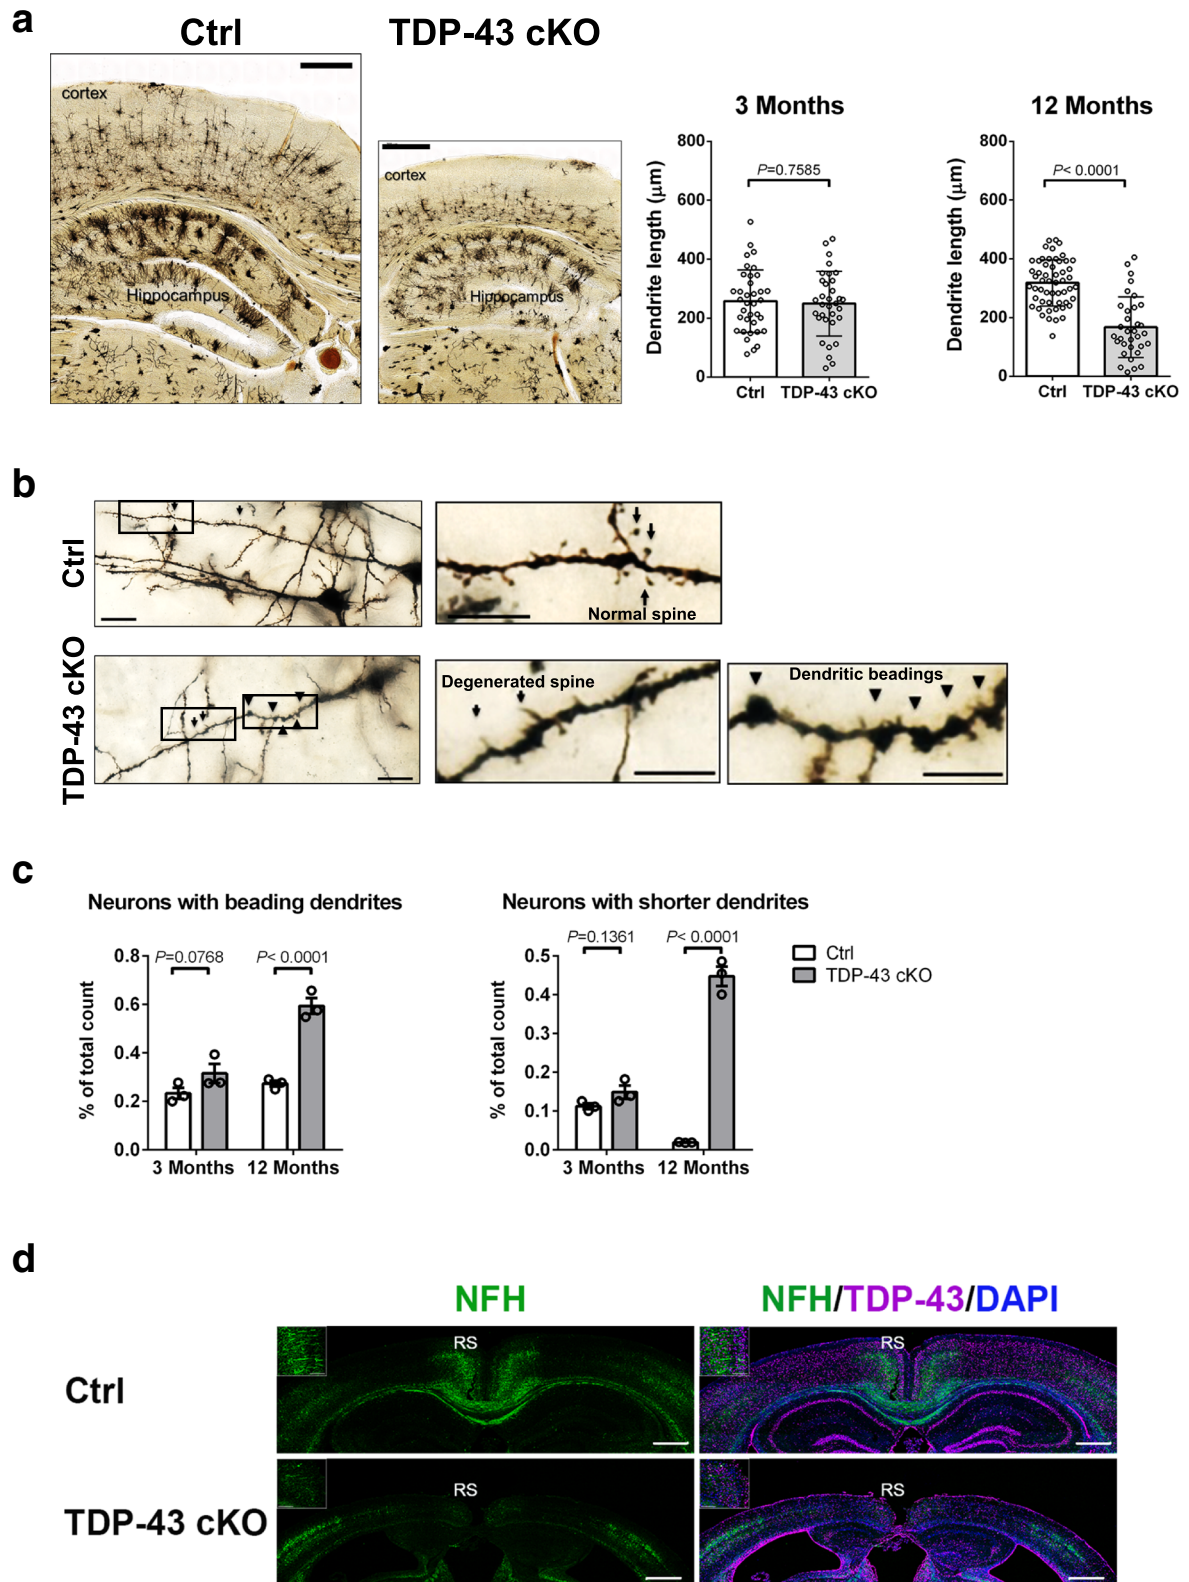 a
Ctrl
TDP-43 cKO
cortex
Hippocampus
cortex
Hippocampus
3 Months
Dendrite length (μm)
800
600
400
200
0
P=0.7585
Ctrl
TDP-43 cKO
12 Months
Dendrite length (μm)
800
600
400
200
0
P< 0.0001
Ctrl
TDP-43 cKO
b
Ctrl
Normal spine
TDP-43 cKO
Degenerated spine
Dendritic beadings
c
Neurons with beading dendrites
% of total count
0.8
0.6
0.4
0.2
0.0
P=0.0768
P< 0.0001
3 Months
12 Months
Neurons with shorter dendrites
% of total count
0.5
0.4
0.3
0.2
0.1
0.0
P=0.1361
P< 0.0001
3 Months
12 Months
Ctrl
TDP-43 cKO
d
NFH
NFH/TDP-43/DAPI
Ctrl
RS
RS
TDP-43 cKO
RS
RS